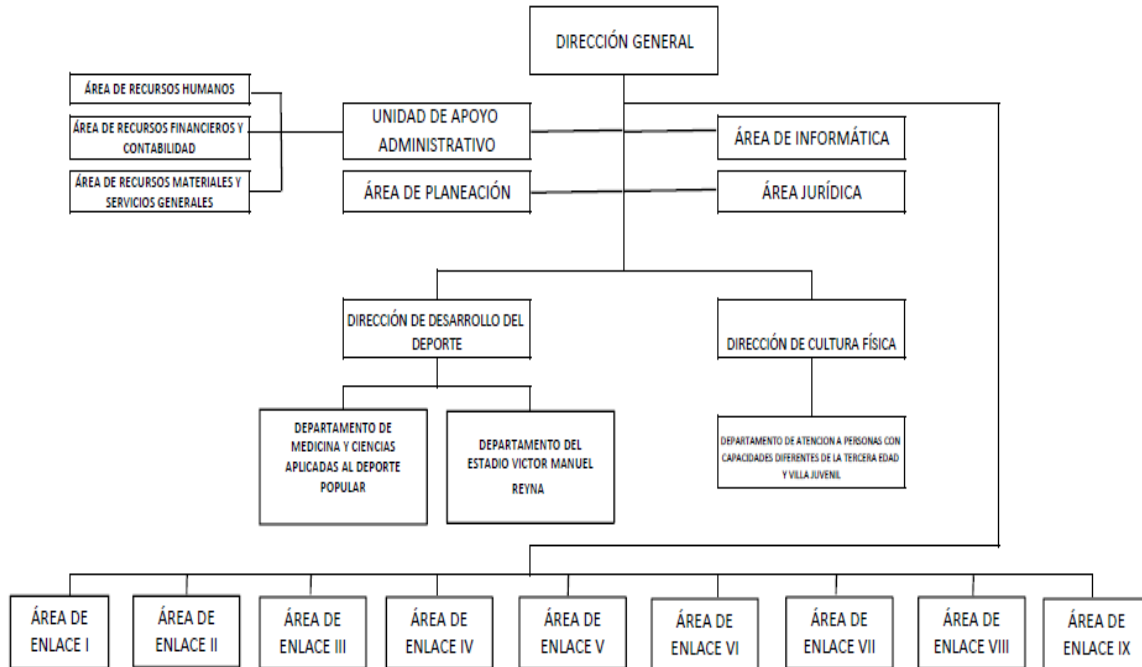 DIRECCIÓN GENERAL
ÁREA DE RECURSOS HUMANOS
ÁREA DE RECURSOS FINANCIEROS Y
CONTABILIDAD
ÁREA DE RECURSOS MATERIALES Y
SERVICIOS GENERALES
UNIDAD DE APOYO
ADMINISTRATIVO
ÁREA DE INFORMÁTICA
ÁREA DE PLANEACIÓN
ÁREA JURÍDICA
DIRECCIÓN DE DESARROLLO DEL
DEPORTE
DIRECCIÓN DE CULTURA FÍSICA
DEPARTAMENTO DE
MEDICINA Y CIENCIAS
APLICADAS AL DEPORTE
POPULAR
DEPARTAMENTO DEL
ESTADIO VICTOR MANUEL
REYNA
DEPARTAMENTO DE ATENCION A PERSONAS CON
CAPACIDADES DIFERENTES DE LA TERCERA EDAD
Y VILLA JUVENIL
ÁREA DE
ENLACE I
ÁREA DE
ENLACE II
ÁREA DE
ENLACE III
ÁREA DE
ENLACE IV
ÁREA DE
ENLACE V
ÁREA DE
ENLACE VI
ÁREA DE
ENLACE VII
ÁREA DE
ENLACE VIII
ÁREA DE
ENLACE IX